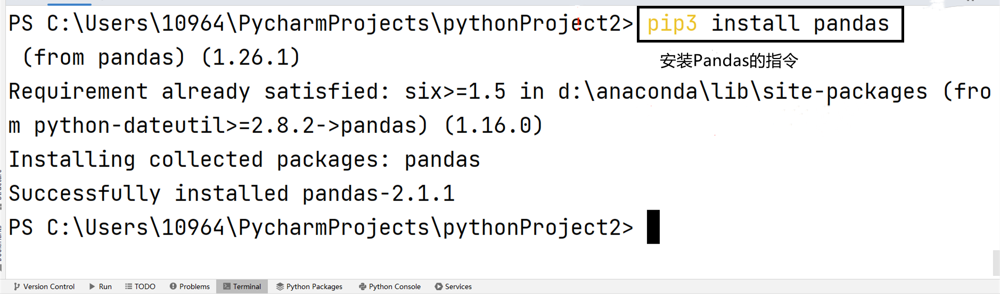 PS C:\Users\10964\PycharmProjects\pythonProject2> pip3 install pandas
(from pandas) (1.26.1)
安装Pandas的指令
Requirement already satisfied: six>=1.5 in d:\anaconda\lib\site-packages (fro
m python-dateutil>=2.8.2->pandas) (1.16.0)
Installing collected packages: pandas
Successfully installed pandas-2.1.1
PS C:\Users\10964\PycharmProjects\pythonProject2>
Version Control Run TODO Problems Terminal Python Packages Python Console Services